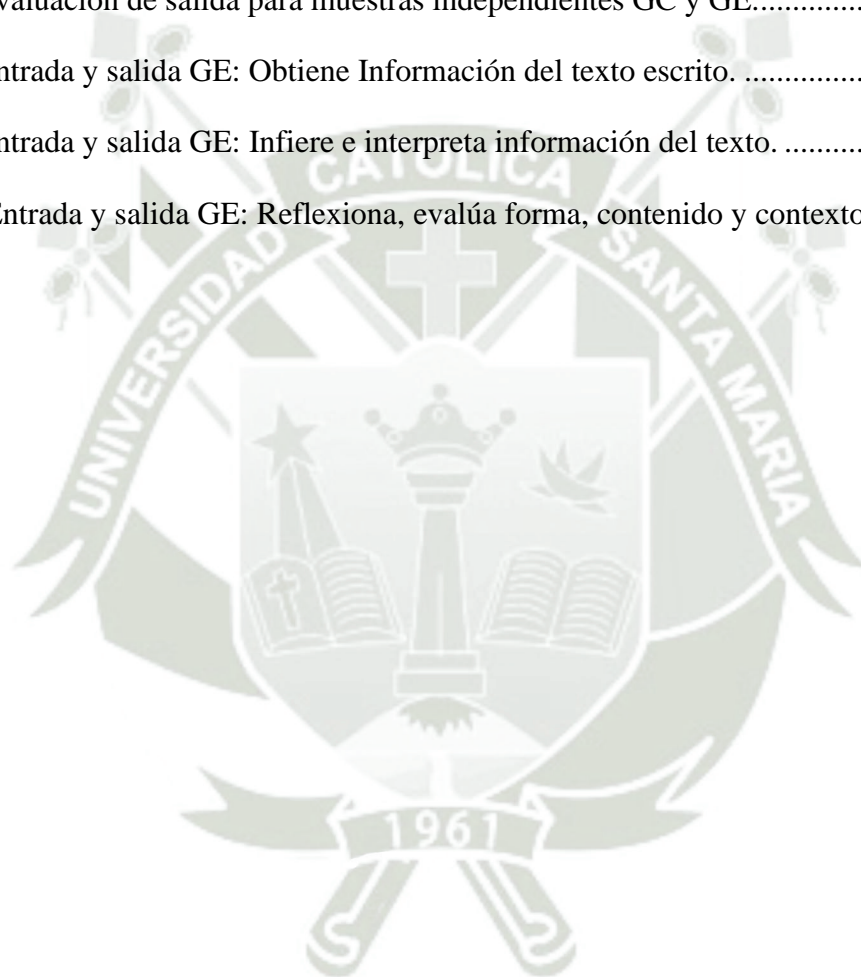 valuación de salida para muestras independientes GC y GE...............
ntrada y salida GE: Obtiene Información del texto escrito. ...............
ntrada y salida GE: Infiere e interpreta información del texto. ..........
Entrada y salida GE: Reflexiona, evalúa forma, contenido y contexto
UNIVERSIDAD CATOLICA SANTA MARIA
1961